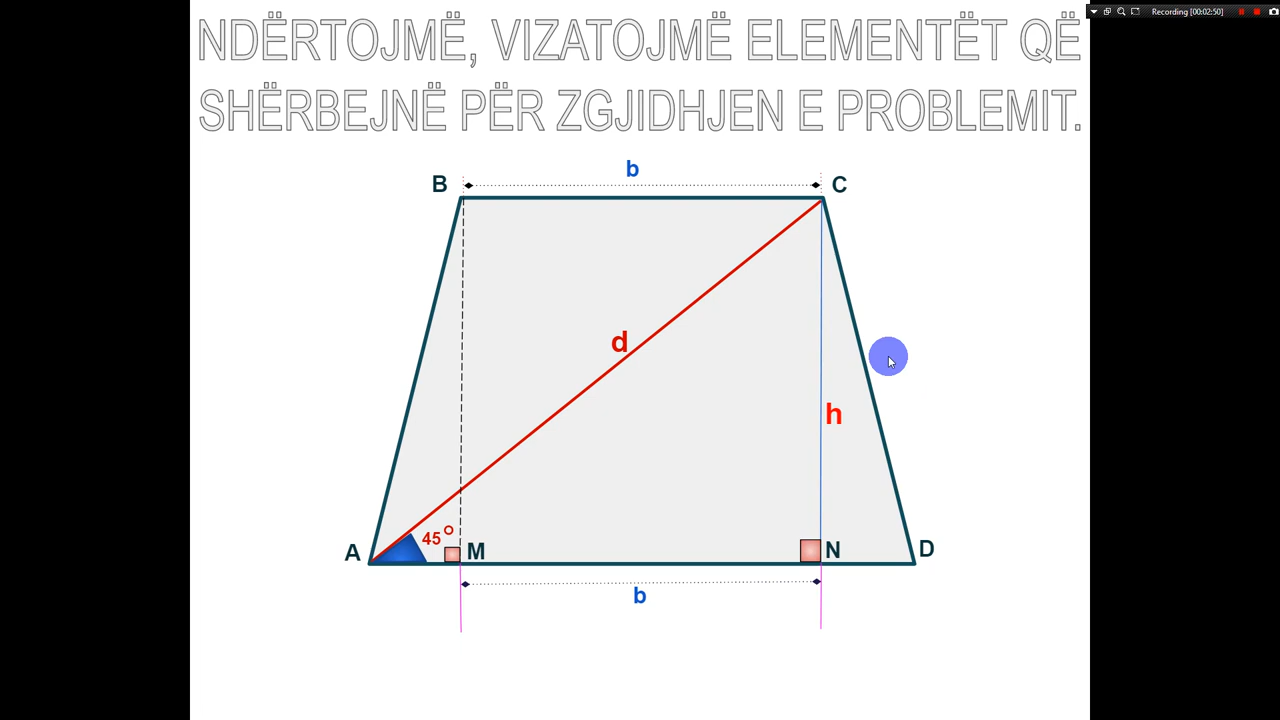 Recording [00:02:50]
NDËRTOJMË, VIZATOJMË ELEMENTËT QË
SHËRBEJNË PËR ZGJIDHJEN E PROBLEMIT.
b
B
C
d
h
45°
A
M
N
D
b